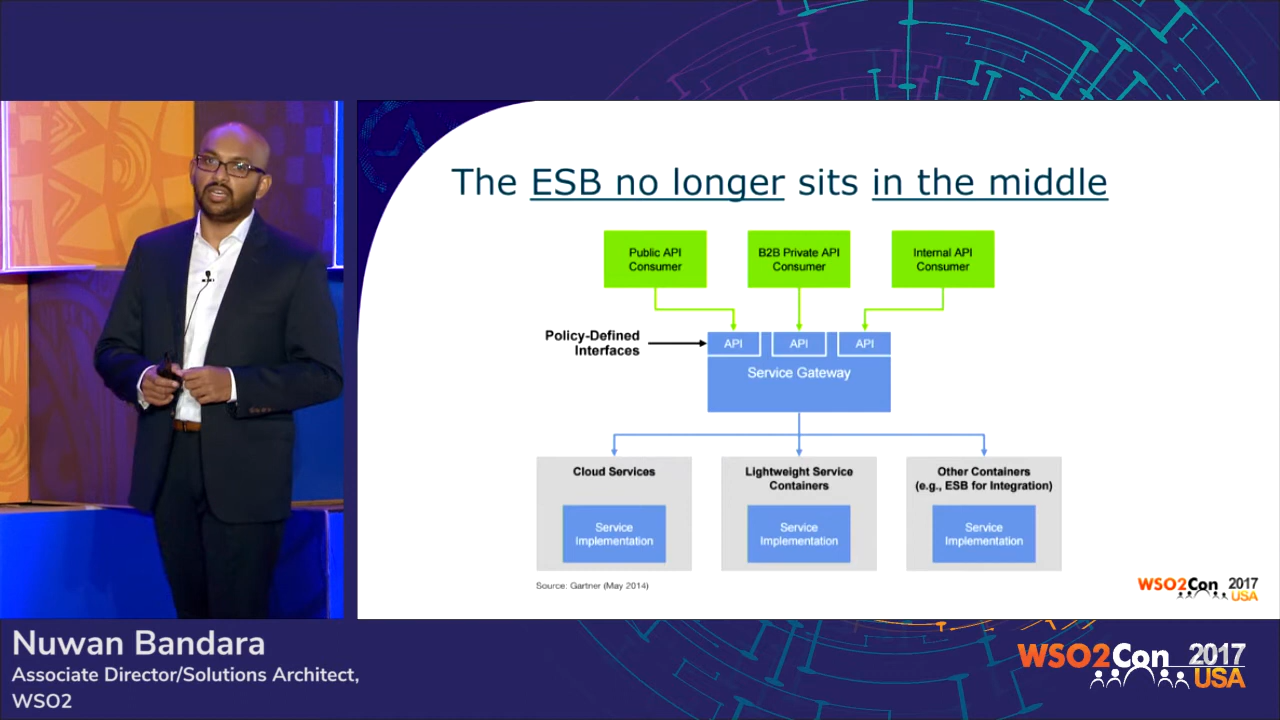 The ESB no longer sits in the middle
Public API
Consumer
B2B Private API
Consumer
Internal API
Consumer
Policy-Defined
Interfaces
API
API
API
Service Gateway
Cloud Services
Service
Implementation
Lightweight Service
Containers
Service
Implementation
Other Containers
(e.g., ESB for Integration)
Service
Implementation
Source: Gartner (May 2014)
WSO2Con 2017
USA
Nuwan Bandara
Associate Director/Solutions Architect,
WSO2
WSO2Con 2017
USA